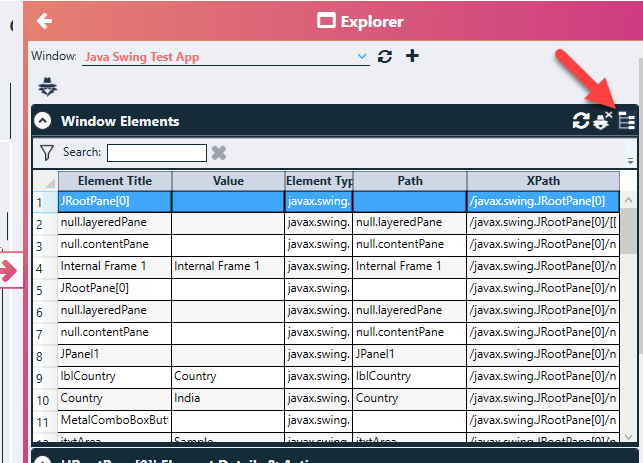 Explorer
Window: Java Swing Test App
Window Elements
Search:
Element Title Value Element Typ Path XPath
1 JRootPane[0] javax.swing. /javax.swing.JRootPane[0]
2 null.layeredPane javax.swing. null.layeredPane /javax.swing.JRootPane[0]/[[
3 null.contentPane javax.swing. null.contentPane /javax.swing.JRootPane[0]/n
4 Internal Frame 1 Internal Frame 1 javax.swing. Internal Frame 1 /javax.swing.JRootPane[0]/n
5 JRootPane[0] javax.swing. /javax.swing.JRootPane[0]/n
6 null.layeredPane javax.swing. null.layeredPane /javax.swing.JRootPane[0]/n
7 null.contentPane javax.swing. null.contentPane /javax.swing.JRootPane[0]/n
8 JPanel1 javax.swing. JPanel1 /javax.swing.JRootPane[0]/n
9 lblCountry Country javax.swing. lblCountry /javax.swing.JRootPane[0]/n
10 Country India javax.swing. Country /javax.swing.JRootPane[0]/n
11 MetalComboBoxBut javax.swing. /javax.swing.JRootPane[0]/n
Sample javax.swing. /javax.swing.JRootPane[0]/n